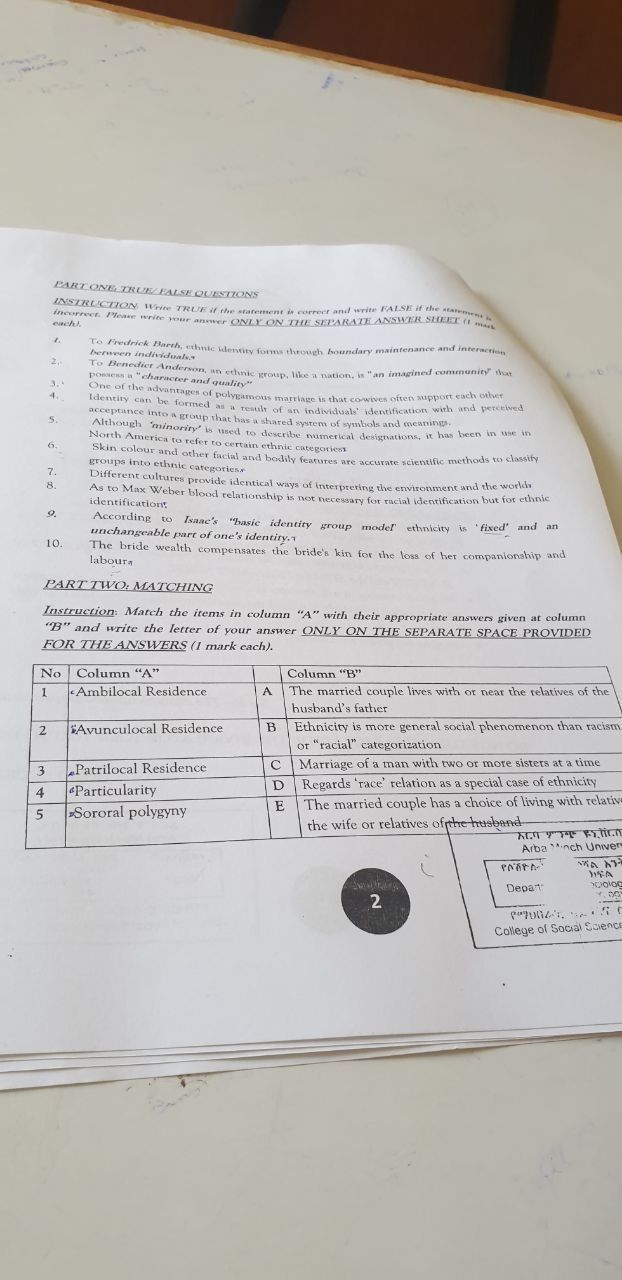 PART ONE: TRUE/FALSE QUESTIONS
INSTRUCTION: Write TRUE if the statement is correct and write FALSE if the statement is
incorrect. Please write your answer ONLY ON THE SEPARATE ANSWER SHEET (1 mark
each).
1. To Fredrick Barth, ethnic identity forms through boundary maintenance and interaction
between individuals.
2. To Benedict Anderson, an ethnic group, like a nation, is "an imagined community" that
possess a "character and quality"
3. One of the advantages of polygamous marriage is that co-wives often support each other
4. Identity can be formed as a result of an individuals' identification with and perceived
acceptance into a group that has a shared system of symbols and meanings.
5. Although 'minority' is used to describe numerical designations, it has been in use in
North America to refer to certain ethnic categories
6. Skin colour and other facial and bodily features are accurate scientific methods to classify
groups into ethnic categories.
7. Different cultures provide identical ways of interpreting the environment and the world
8. As to Max Weber blood relationship is not necessary for racial identification but for ethnic
identification
9. According to Isaac's "basic identity group model" ethnicity is 'fixed' and an
unchangeable part of one's identity.
10. The bride wealth compensates the bride's kin for the loss of her companionship and
labour
PART TWO: MATCHING
Instruction: Match the items in column "A" with their appropriate answers given at column
"B" and write the letter of your answer ONLY ON THE SEPARATE SPACE PROVIDED
FOR THE ANSWERS (1 mark each).
No Column "A" Column "B"
1 Ambilocal Residence A The married couple lives with or near the relatives of the
husband's father
2 Avunculocal Residence B Ethnicity is more general social phenomenon than racism
or "racial" categorization
3 Patrilocal Residence C Marriage of a man with two or more sisters at a time
4 Particularity D Regards 'race' relation as a special case of ethnicity
5 Sororal polygyny E The married couple has a choice of living with relativ
the wife or relatives of the husband
Arba
Univer
College of Social Scienc
2